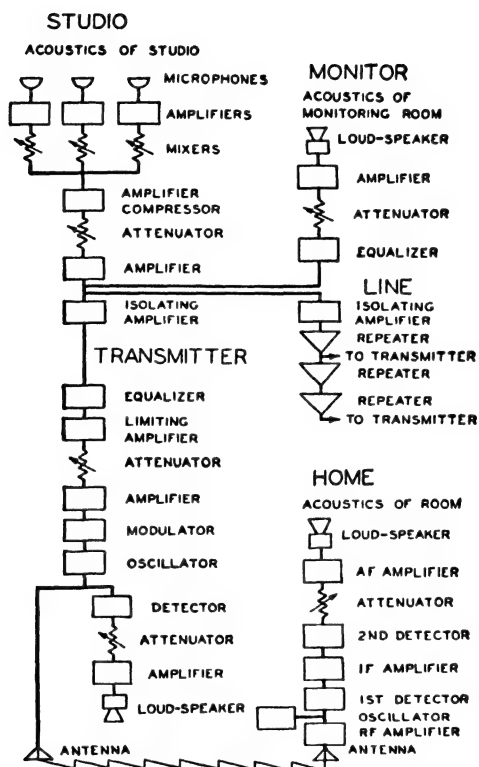 STUDIO
ACOUSTICS OF STUDIO
MICROPHONES
AMPLIFIERS
MIXERS
AMPLIFIER
COMPRESSOR
ATTENUATOR
AMPLIFIER
ISOLATING
AMPLIFIER
MONITOR
ACOUSTICS OF
MONITORING ROOM
LOUD-SPEAKER
AMPLIFIER
ATTENUATOR
EQUALIZER
LINE
ISOLATING
AMPLIFIER
REPEATER
TO TRANSMITTER
REPEATER
REPEATER
TO TRANSMITTER
TRANSMITTER
EQUALIZER
LIMITING
AMPLIFIER
ATTENUATOR
AMPLIFIER
MODULATOR
OSCILLATOR
DETECTOR
ATTENUATOR
AMPLIFIER
LOUD-SPEAKER
ANTENNA
HOME
ACOUSTICS OF ROOM
LOUD-SPEAKER
AF AMPLIFIER
ATTENUATOR
2ND DETECTOR
IF AMPLIFIER
1ST DETECTOR
OSCILLATOR
RF AMPLIFIER
ANTENNA